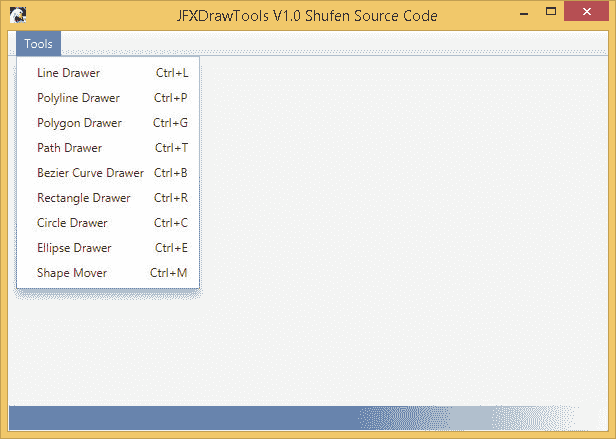 JFXDrawTools V1.0 Shufen Source Code
Tools
Line Drawer Ctrl+L
Polyline Drawer Ctrl+P
Polygon Drawer Ctrl+G
Path Drawer Ctrl+T
Bezier Curve Drawer Ctrl+B
Rectangle Drawer Ctrl+R
Circle Drawer Ctrl+C
Ellipse Drawer Ctrl+E
Shape Mover Ctrl+M